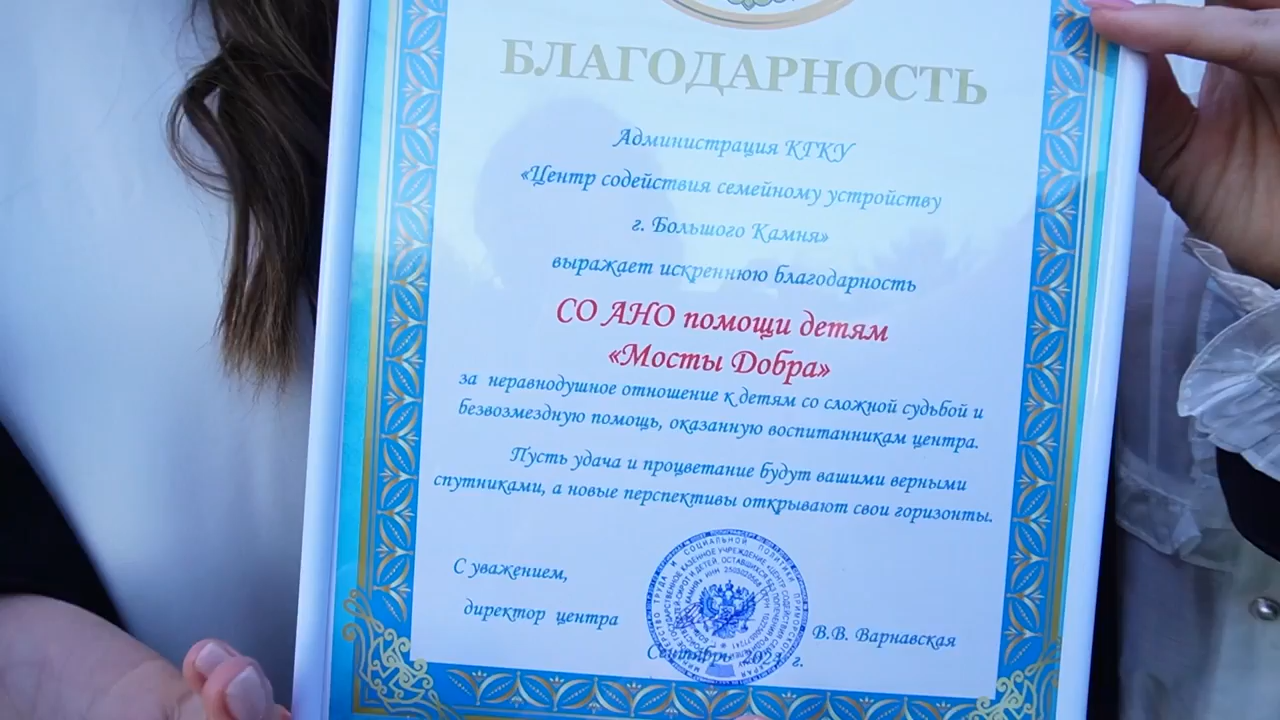 БЛАГОДАРНОСТЬ
Администрация КГКУ
«Центр содействия семейному устройству
г. Большого Камня»
выражает искреннюю благодарность
СО АНО помощи детям
«Мосты Добра»
за неравнодушное отношение к детям со сложной судьбой и
безвозмездную помощь, оказанную воспитанникам центра.
Пусть удача и процветание будут вашими верными
спутниками, а новые перспективы открывают свои горизонты.
С уважением,
директор центра
В.В. Варнавская
г.